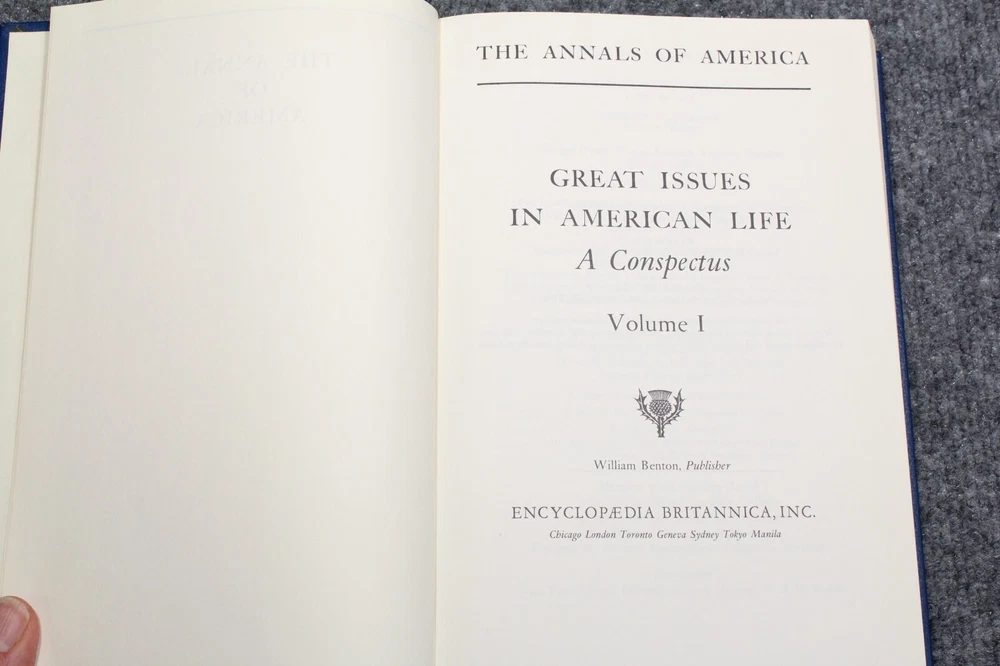 THE ANNALS OF AMERICA
GREAT ISSUES
IN AMERICAN LIFE
A Conspectus
Volume I
William Benton, Publisher
ENCYCLOPÆDIA BRITANNICA, INC.
Chicago London Toronto Geneva Sydney Tokyo Manila